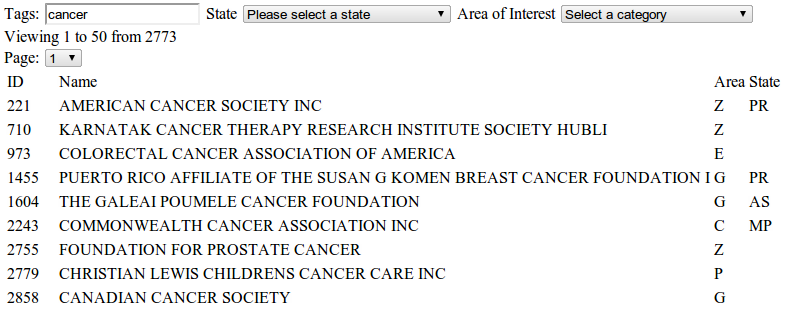 Tags: cancer State Please select a state Area of Interest Select a category
Viewing 1 to 50 from 2773
Page: 1
ID Name Area State
221 AMERICAN CANCER SOCIETY INC Z PR
710 KARNATAK CANCER THERAPY RESEARCH INSTITUTE SOCIETY HUBLI Z
973 COLORECTAL CANCER ASSOCIATION OF AMERICA E
1455 PUERTO RICO AFFILIATE OF THE SUSAN G KOMEN BREAST CANCER FOUNDATION I G PR
1604 THE GALEAI POUMELE CANCER FOUNDATION G AS
2243 COMMONWEALTH CANCER ASSOCIATION INC C MP
2755 FOUNDATION FOR PROSTATE CANCER Z
2779 CHRISTIAN LEWIS CHILDRENS CANCER CARE INC P
2858 CANADIAN CANCER SOCIETY G